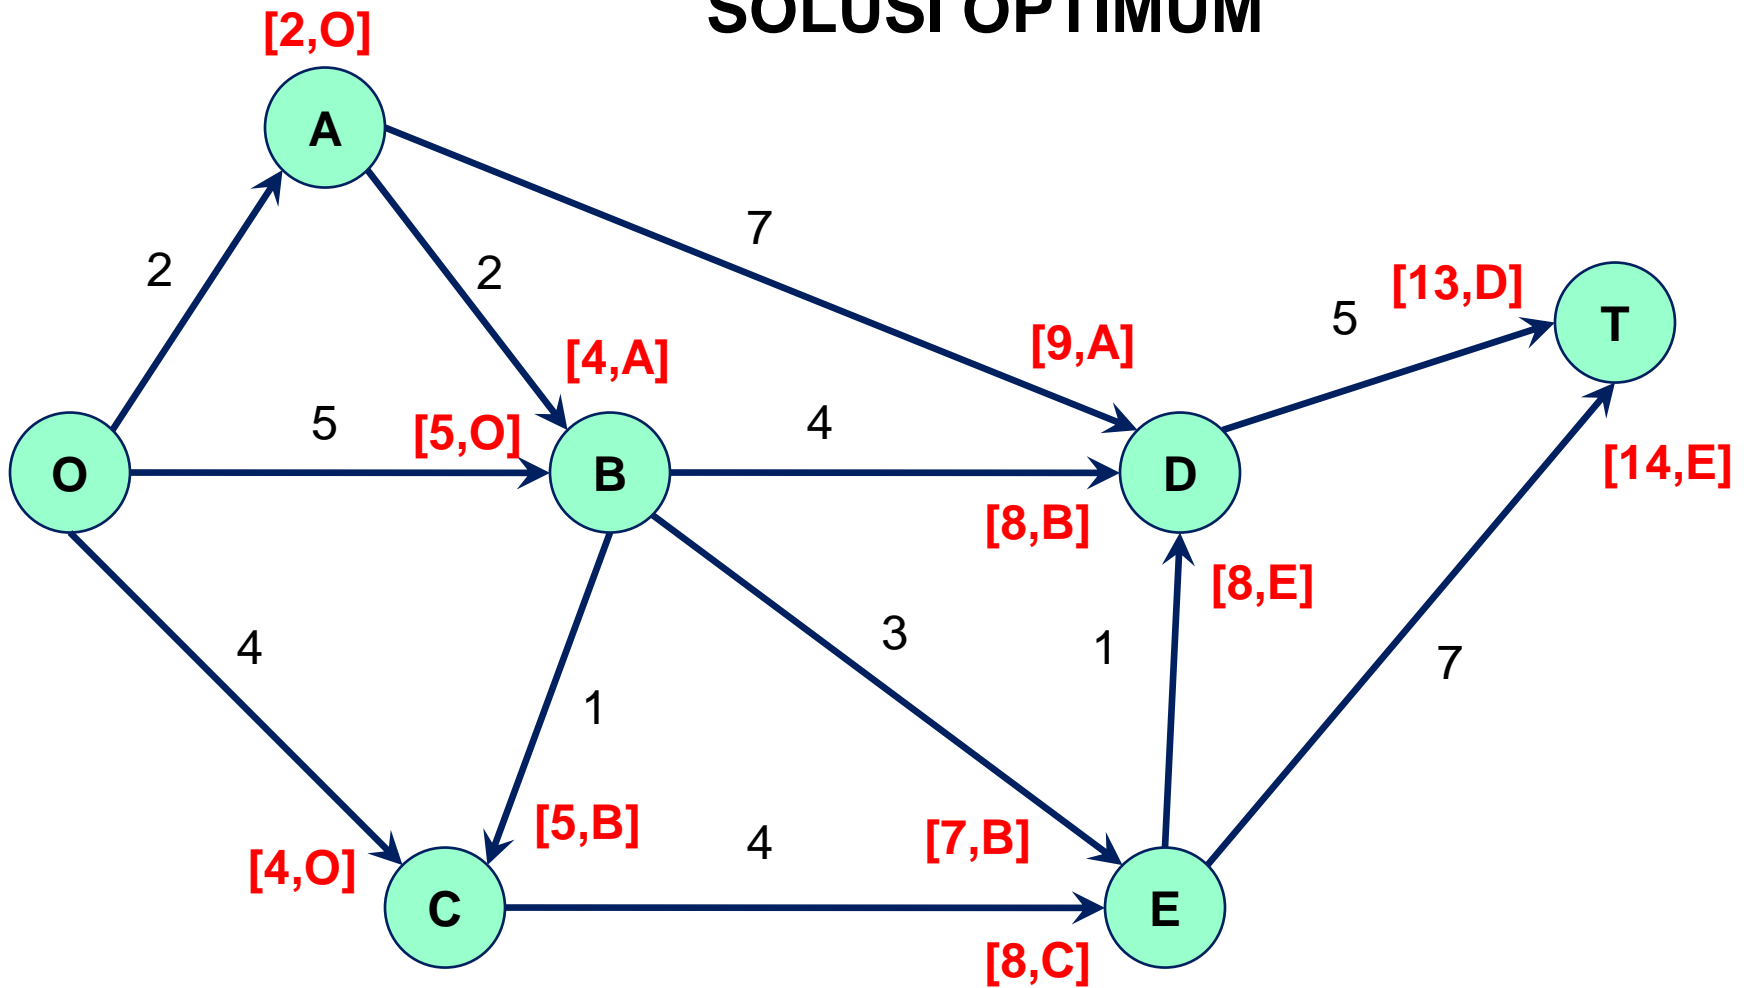 SOLUSI OPTIMUM
[2,O]
A
7
2
2
[13,D]
5
T
[9,A]
[4,A]
5
[5,O]
4
O
B
D
[14,E]
[8,B]
[8,E]
3
4
1
7
1
[5,B]
4
[7,B]
[4,O]
C
E
[8,C]